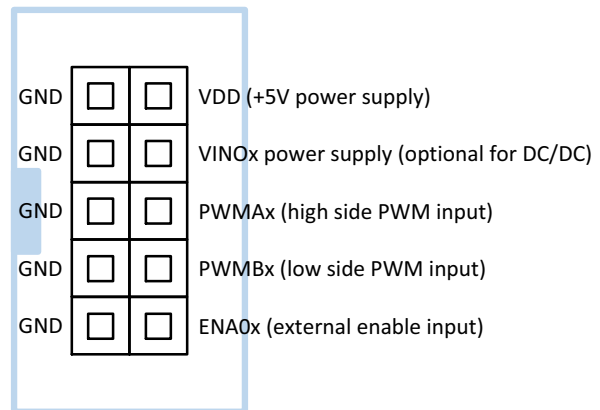 GND VDD (+5V power supply)
GND VINOx power supply (optional for DC/DC)
GND PWMAx (high side PWM input)
GND PWMBx (low side PWM input)
GND ENA0x (external enable input)